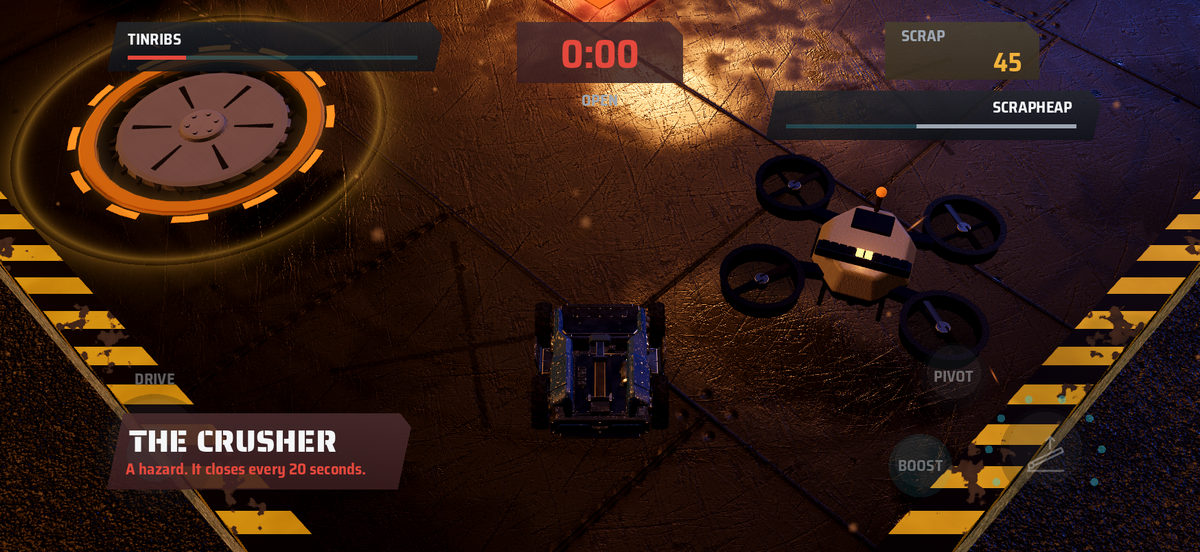 TINRIBS
0:00
OPEN
SCRAP
45
SCRAPHEAP
DRIVE
THE CRUSHER
A hazard. It closes every 20 seconds.
PIVOT
BOOST